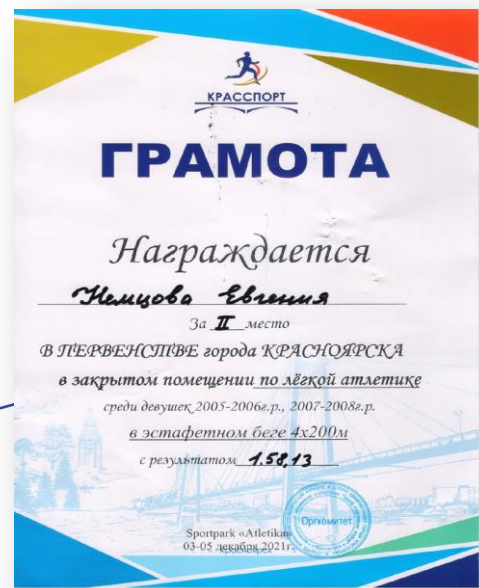 КРАССПОРТ
ГРАМОТА
Награждается
Немцова Евгения
За II место
В ПЕРВЕНСТВЕ города КРАСНОЯРСКА
в закрытом помещении по лёгкой атлетике
среди девушек 2005-2006г.р., 2007-2008г.р.
в эстафетном беге 4х200м
с результатом 1.58,13
Sportpark «Atletika»
03-05 декабря 2021г.
Красноярск
Оргкомитет